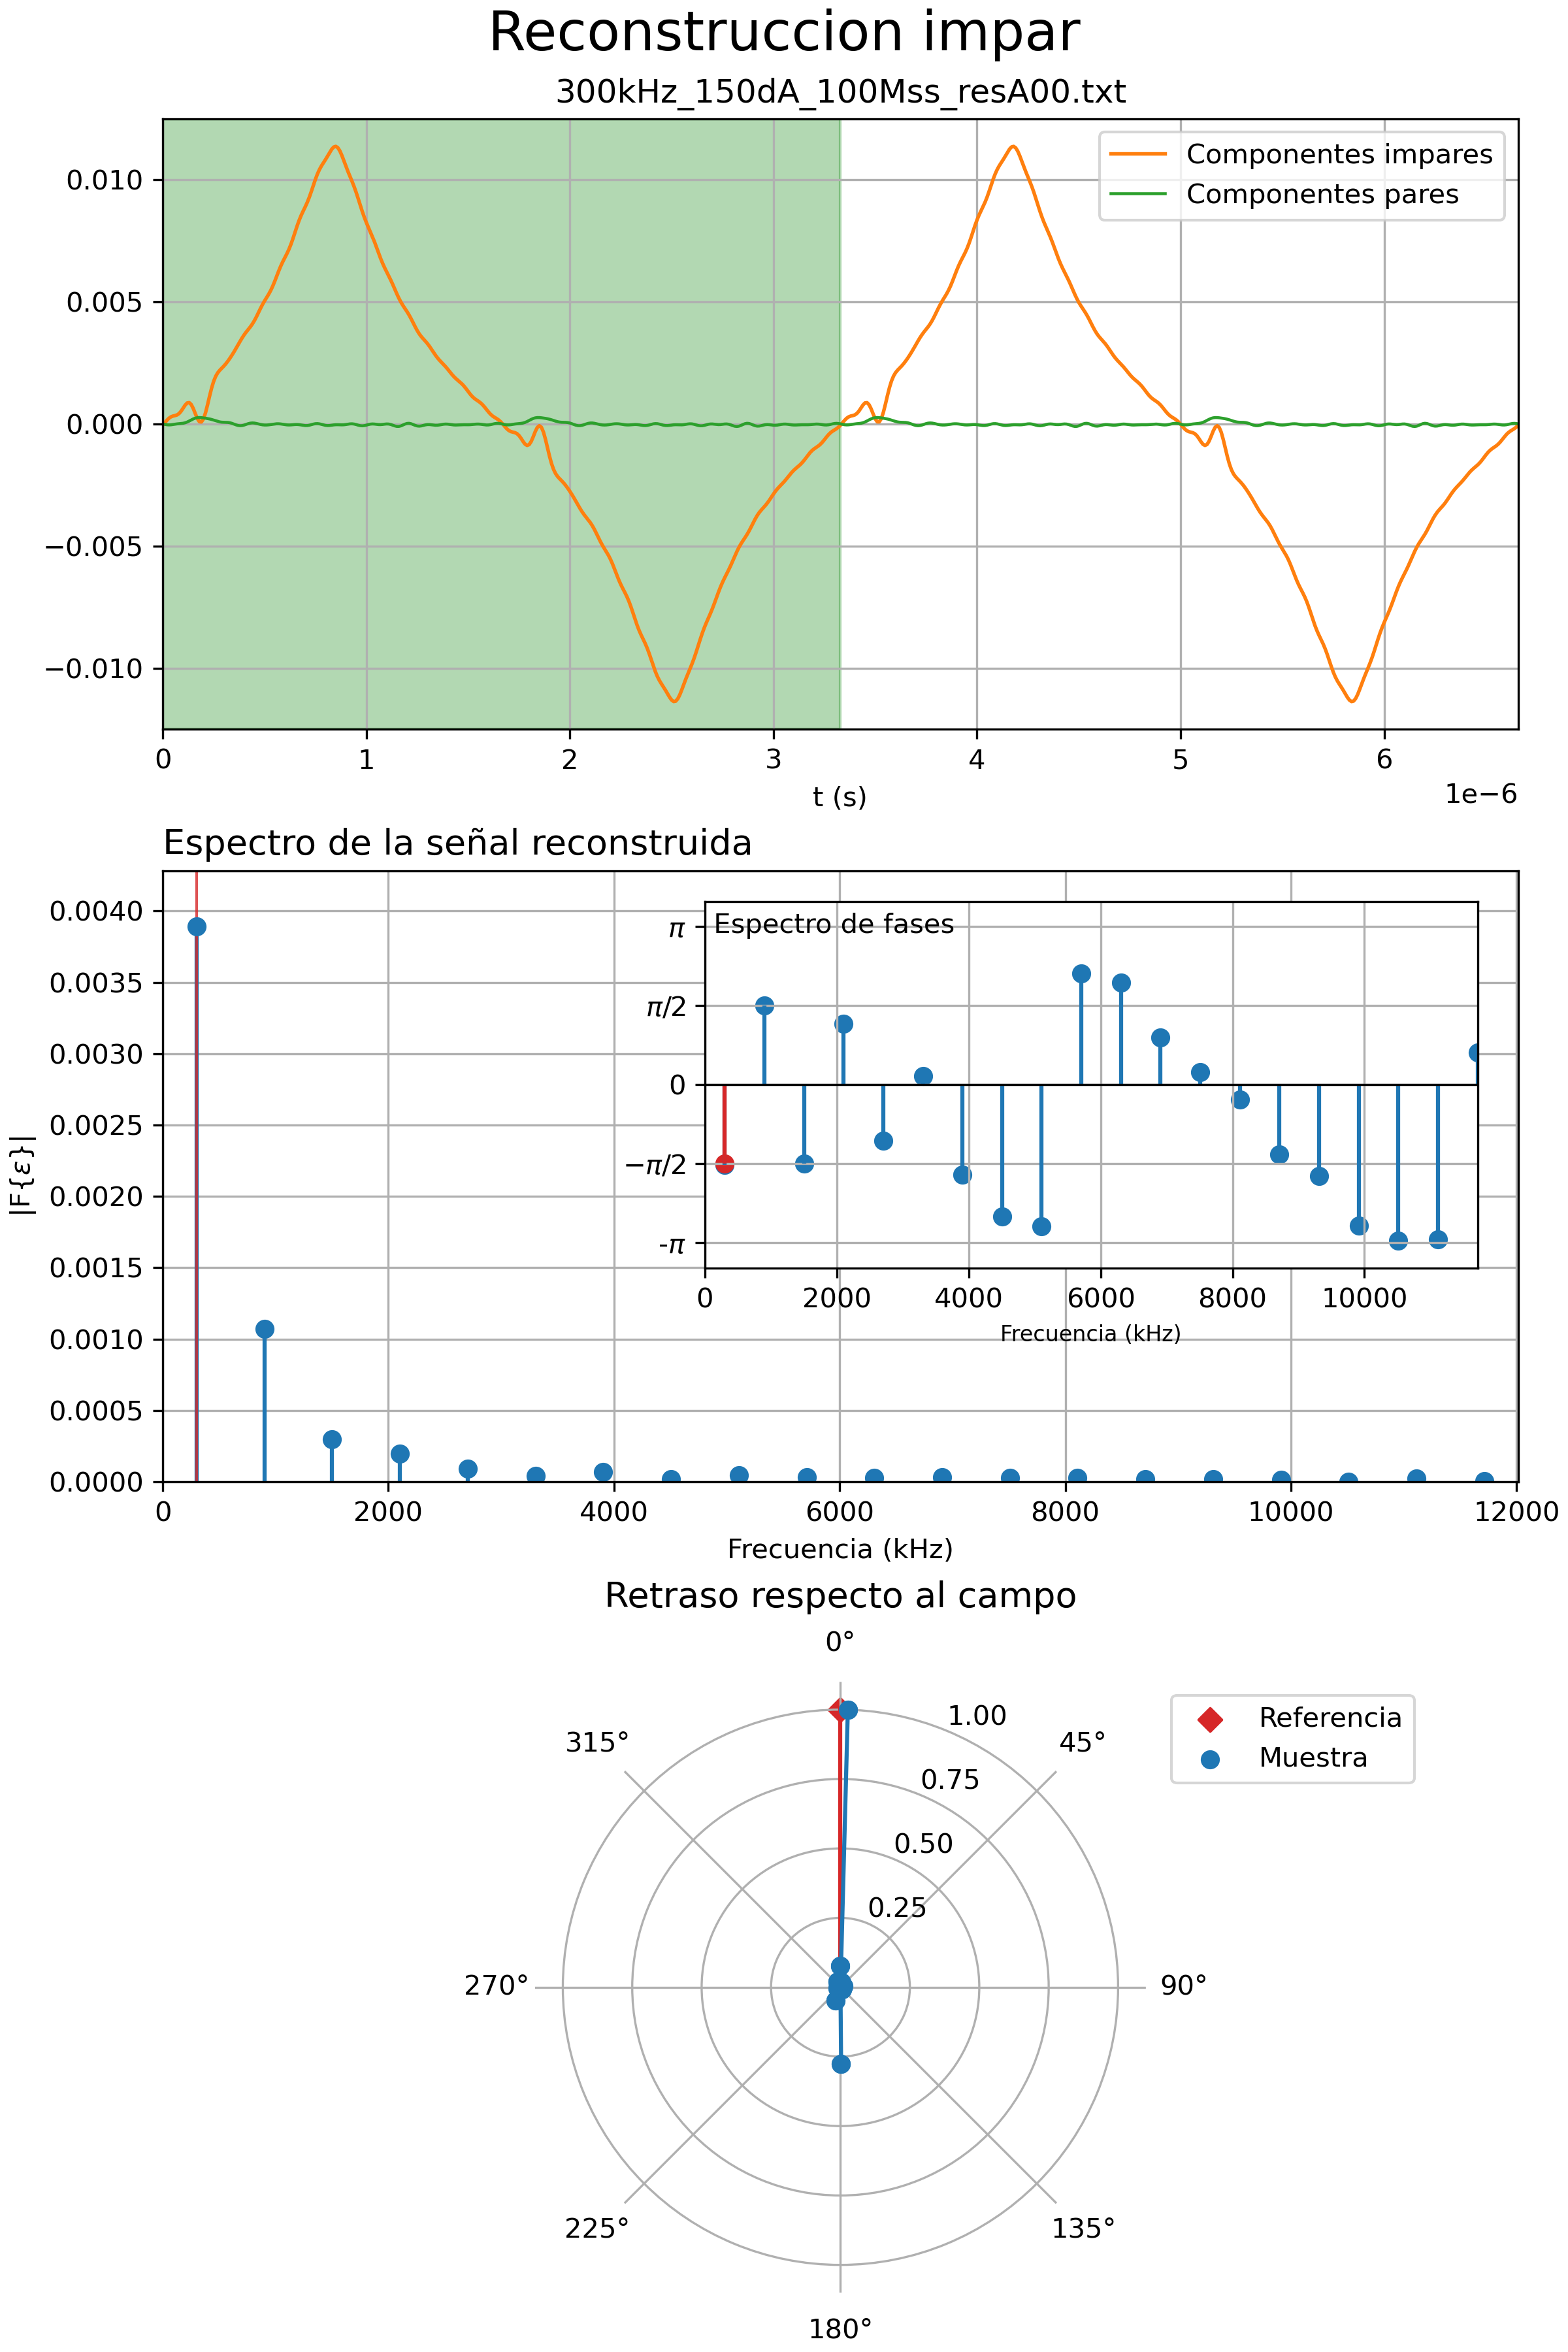 Reconstruccion impar
300kHz_150dA_100Mss_resA00.txt
Componentes impares
Componentes pares
0.010
0.005
0.000
−0.005
−0.010
0 1 2 3 4 5 6
t (s)
1e−6
Espectro de la señal reconstruida
|F{ε}|
0.0040
0.0035
0.0030
0.0025
0.0020
0.0015
0.0010
0.0005
0.0000
Espectro de fases
π
π/2
0
−π/2
-π
0 2000 4000 6000 8000 10000
Frecuencia (kHz)
0 2000 4000 6000 8000 10000 12000
Frecuencia (kHz)
Retraso respecto al campo
0°
Referencia
Muestra
315°
45°
1.00
0.75
0.50
0.25
270°
90°
225°
135°
180°